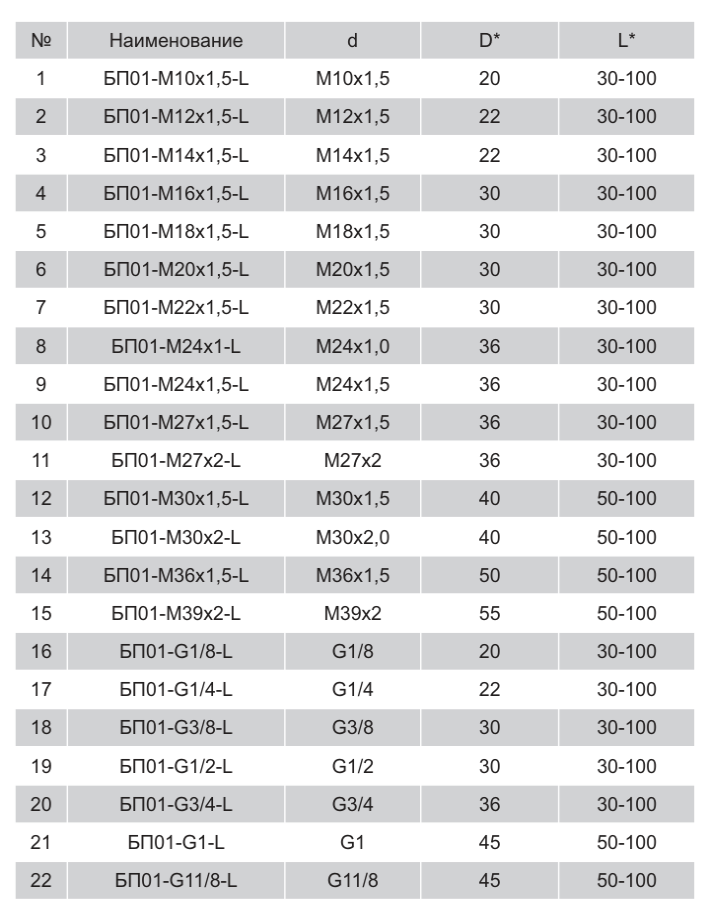 № Наименование d D* L*
1 БП01-М10х1,5-L М10х1,5 20 30-100
2 БП01-М12х1,5-L М12х1,5 22 30-100
3 БП01-М14х1,5-L М14х1,5 22 30-100
4 БП01-М16х1,5-L М16х1,5 30 30-100
5 БП01-М18х1,5-L М18х1,5 30 30-100
6 БП01-М20х1,5-L М20х1,5 30 30-100
7 БП01-М22х1,5-L М22х1,5 30 30-100
8 БП01-М24х1-L М24х1,0 36 30-100
9 БП01-М24х1,5-L М24х1,5 36 30-100
10 БП01-М27х1,5-L М27х1,5 36 30-100
11 БП01-М27х2-L М27х2 36 30-100
12 БП01-М30х1,5-L М30х1,5 40 50-100
13 БП01-М30х2-L М30х2,0 40 50-100
14 БП01-М36х1,5-L М36х1,5 50 50-100
15 БП01-М39х2-L М39х2 55 50-100
16 БП01-G1/8-L G1/8 20 30-100
17 БП01-G1/4-L G1/4 22 30-100
18 БП01-G3/8-L G3/8 30 30-100
19 БП01-G1/2-L G1/2 30 30-100
20 БП01-G3/4-L G3/4 36 30-100
21 БП01-G1-L G1 45 50-100
22 БП01-G11/8-L G11/8 45 50-100